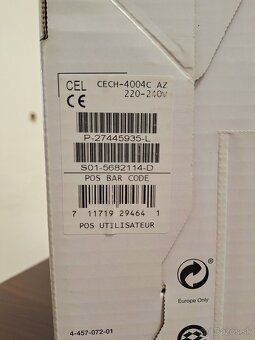 CEL CECH-4004C AZ
CE 220-240V
P-27445935-L
S01-5682114-D
POS BAR CODE
7 11719 29464 1
POS UTILISATEUR
Europe Only
4-457-072-01